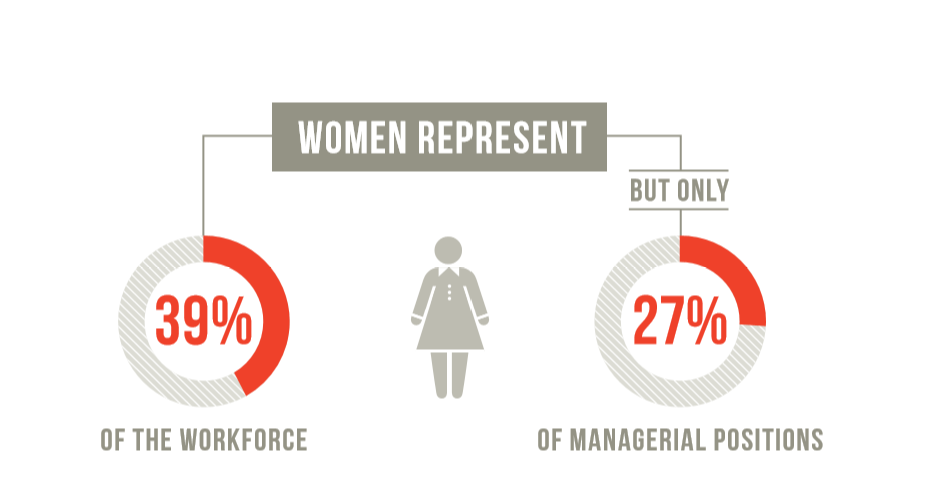 WOMEN REPRESENT
BUT ONLY
39%
27%
OF THE WORKFORCE
OF MANAGERIAL POSITIONS